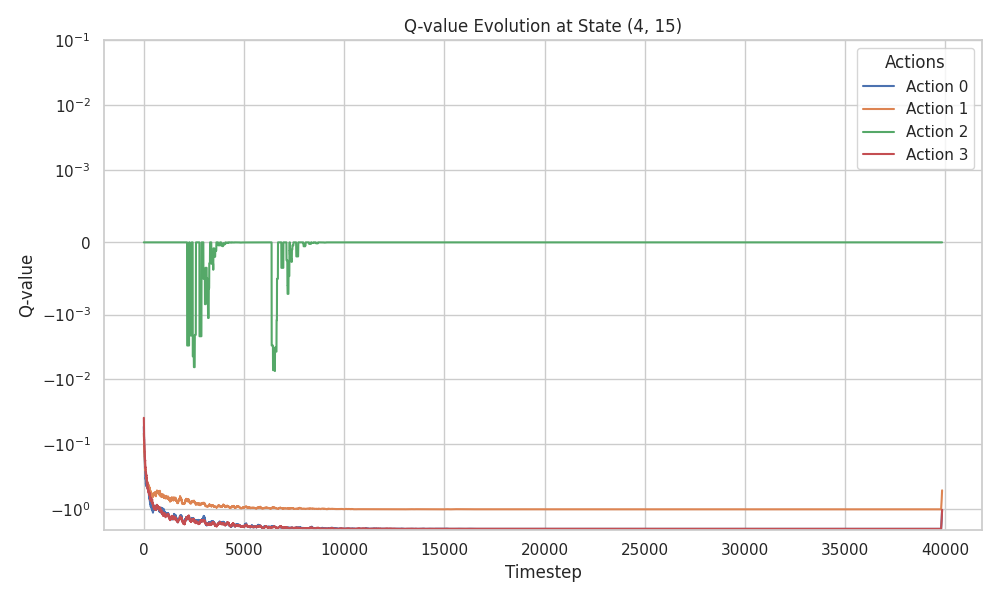 Q-value Evolution at State (4, 15)
Q-value
10⁻¹
10⁻²
10⁻³
0
−10⁻³
−10⁻²
−10⁻¹
−10⁰
Actions
Action 0
Action 1
Action 2
Action 3
0 5000 10000 15000 20000 25000 30000 35000 40000
Timestep